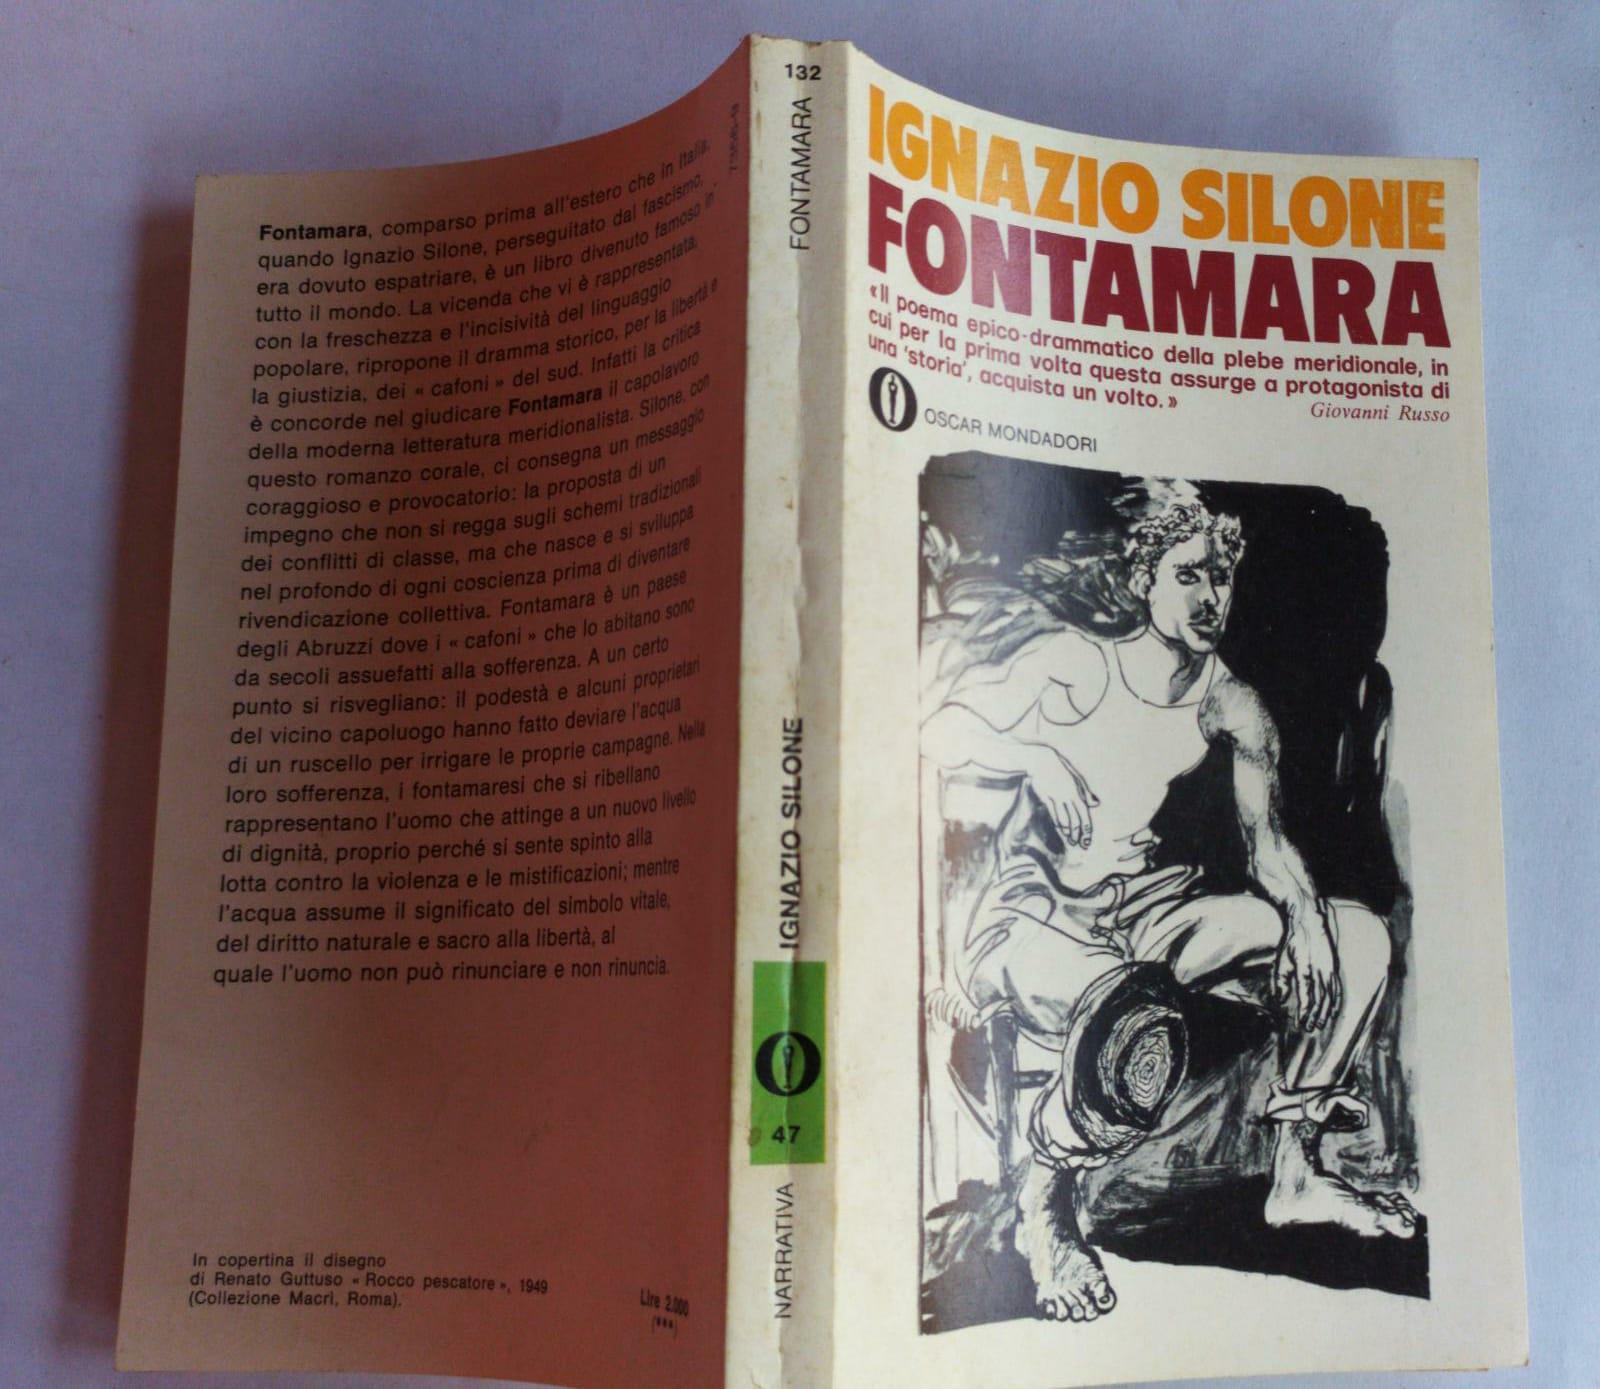 Fontamara, comparso prima all'estero che in Italia,
quando Ignazio Silone, perseguitato dal fascismo,
era dovuto espatriare, è un libro divenuto famoso in
tutto il mondo. La vicenda che vi è rappresentata,
con la freschezza e l'incisività del linguaggio
popolare, ripropone il dramma storico, per la libertà e
la giustizia, dei « cafoni » del sud. Infatti la critica
è concorde nel giudicare Fontamara il capolavoro
della moderna letteratura meridionalista. Silone, con
questo romanzo corale, ci consegna un messaggio
coraggioso e provocatorio: la proposta di un
impegno che non si regga sugli schemi tradizionali
dei conflitti di classe, ma che nasce e si sviluppa
nel profondo di ogni coscienza prima di diventare
rivendicazione collettiva. Fontamara è un paese
degli Abruzzi dove i « cafoni » che lo abitano sono
da secoli assuefatti alla sofferenza. A un certo
punto si risvegliano: il podestà e alcuni proprietari
del vicino capoluogo hanno fatto deviare l'acqua
di un ruscello per irrigare le proprie campagne. Nella
loro sofferenza, i fontamaresi che si ribellano
rappresentano l'uomo che attinge a un nuovo livello
di dignità, proprio perché si sente spinto alla
lotta contro la violenza e le mistificazioni; mentre
l'acqua assume il significato del simbolo vitale,
del diritto naturale e sacro alla libertà, al
quale l'uomo non può rinunciare e non rinuncia.
In copertina il disegno
di Renato Guttuso « Rocco pescatore », 1949
(Collezione Macrì, Roma).
Lire 2.000
(***)
132
FONTAMARA
IGNAZIO SILONE
47
NARRATIVA
IGNAZIO SILONE
FONTAMARA
«Il poema epico-drammatico della plebe meridionale, in
cui per la prima volta questa assurge a protagonista di
una 'storia', acquista un volto.»
Giovanni Russo
OSCAR MONDADORI